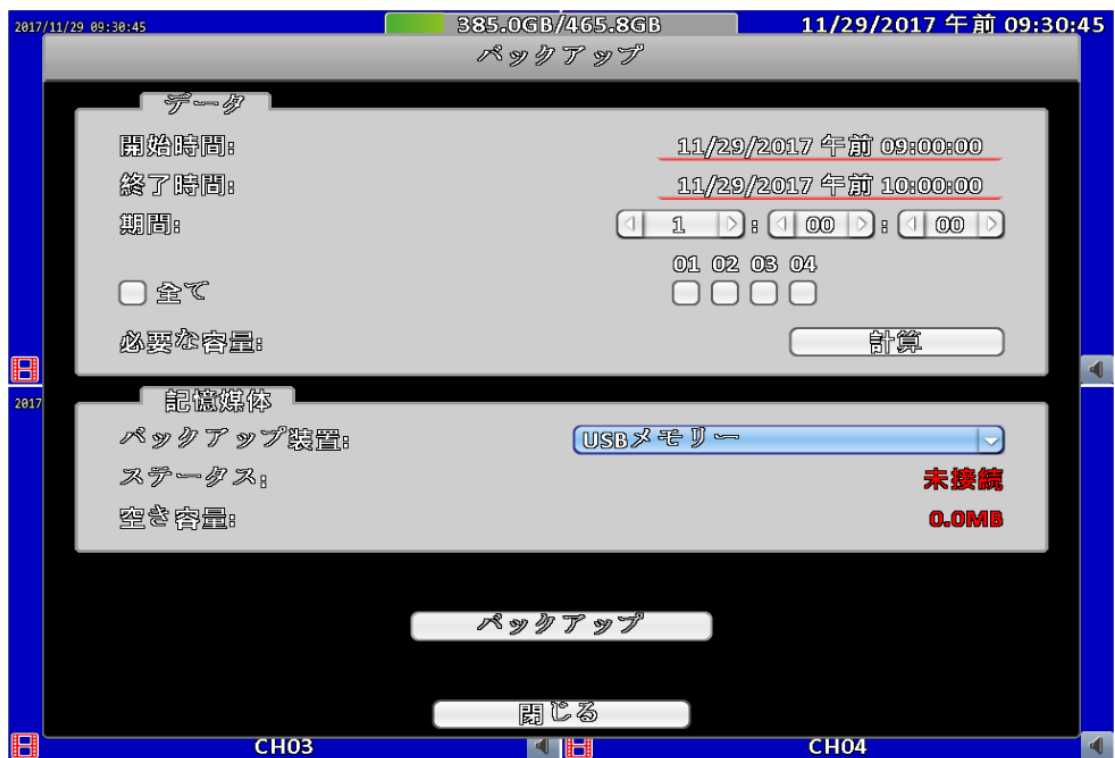 2017/11/29 09:30:45 385.0GB/465.8GB 11/29/2017 午前 09:30:45
バックアップ
データ
開始時間: 11/29/2017 午前 09:00:00
終了時間: 11/29/2017 午前 10:00:00
期間: 1 : 00 : 00
01 02 03 04
全て
必要な容量: 計算
2017
記憶媒体
バックアップ装置: USBメモリー
ステータス: 未接続
空き容量: 0.0MB
バックアップ
閉じる
CH03 CH04